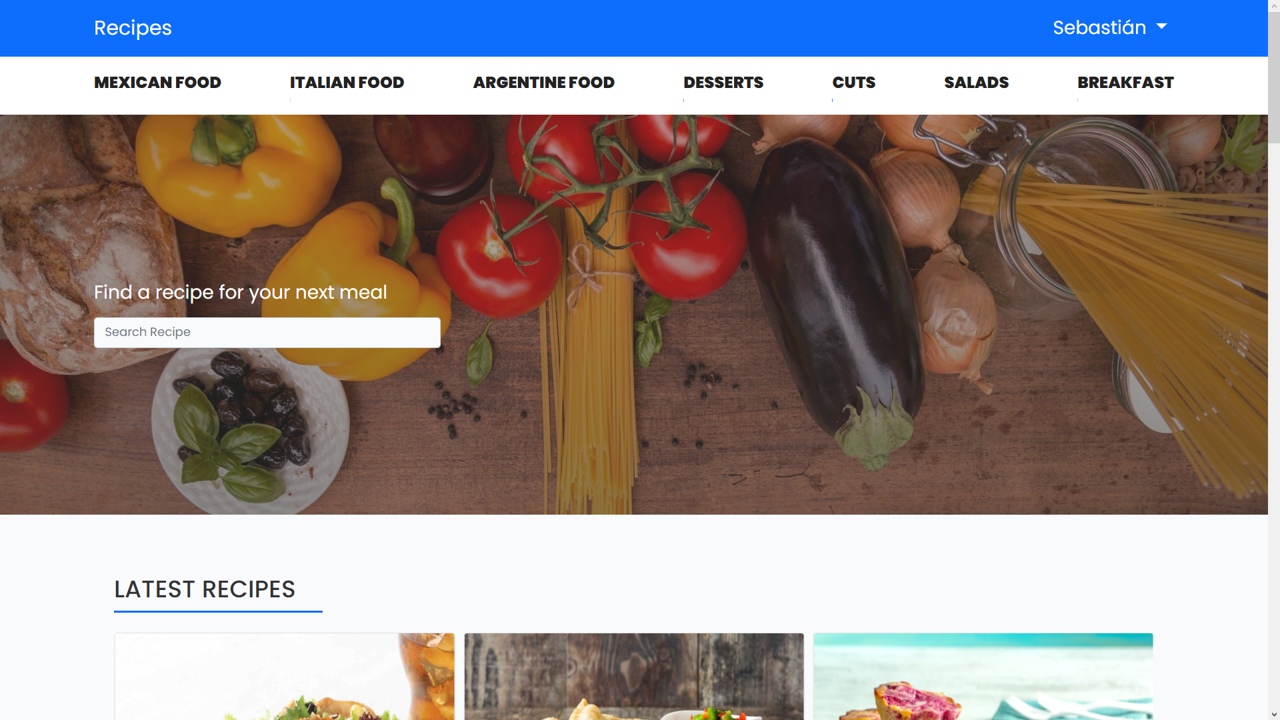 Recipes
Sebastián
MEXICAN FOOD
ITALIAN FOOD
ARGENTINE FOOD
DESSERTS
CUTS
SALADS
BREAKFAST
Find a recipe for your next meal
Search Recipe
LATEST RECIPES